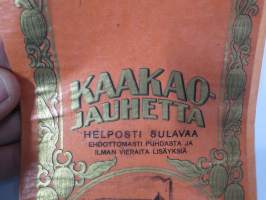 KAAKAO-
JAUHETTA
HELPOSTI SULAVAA
EHDOTTOMASTI PUHDASTA JA
ILMAN VIERAITA LISÄYKSIÄ